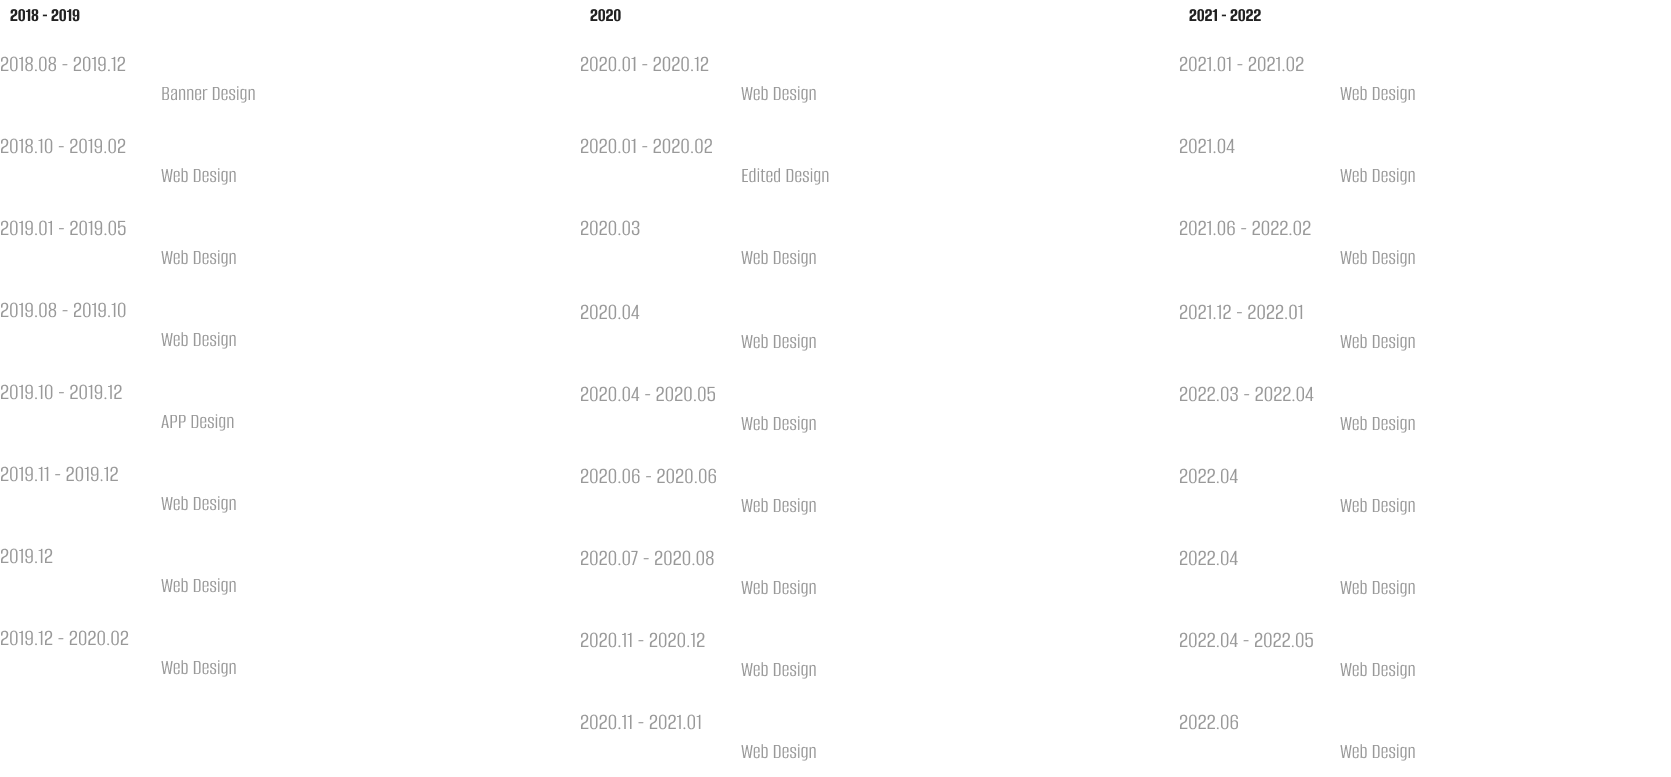 2018 - 2019
2018.08 - 2019.12
Banner Design
2018.10 - 2019.02
Web Design
2019.01 - 2019.05
Web Design
2019.08 - 2019.10
Web Design
2019.10 - 2019.12
APP Design
2019.11 - 2019.12
Web Design
2019.12
Web Design
2019.12 - 2020.02
Web Design
2020
2020.01 - 2020.12
Web Design
2020.01 - 2020.02
Edited Design
2020.03
Web Design
2020.04
Web Design
2020.04 - 2020.05
Web Design
2020.06 - 2020.06
Web Design
2020.07 - 2020.08
Web Design
2020.11 - 2020.12
Web Design
2020.11 - 2021.01
Web Design
2021 - 2022
2021.01 - 2021.02
Web Design
2021.04
Web Design
2021.06 - 2022.02
Web Design
2021.12 - 2022.01
Web Design
2022.03 - 2022.04
Web Design
2022.04
Web Design
2022.04
Web Design
2022.04 - 2022.05
Web Design
2022.06
Web Design